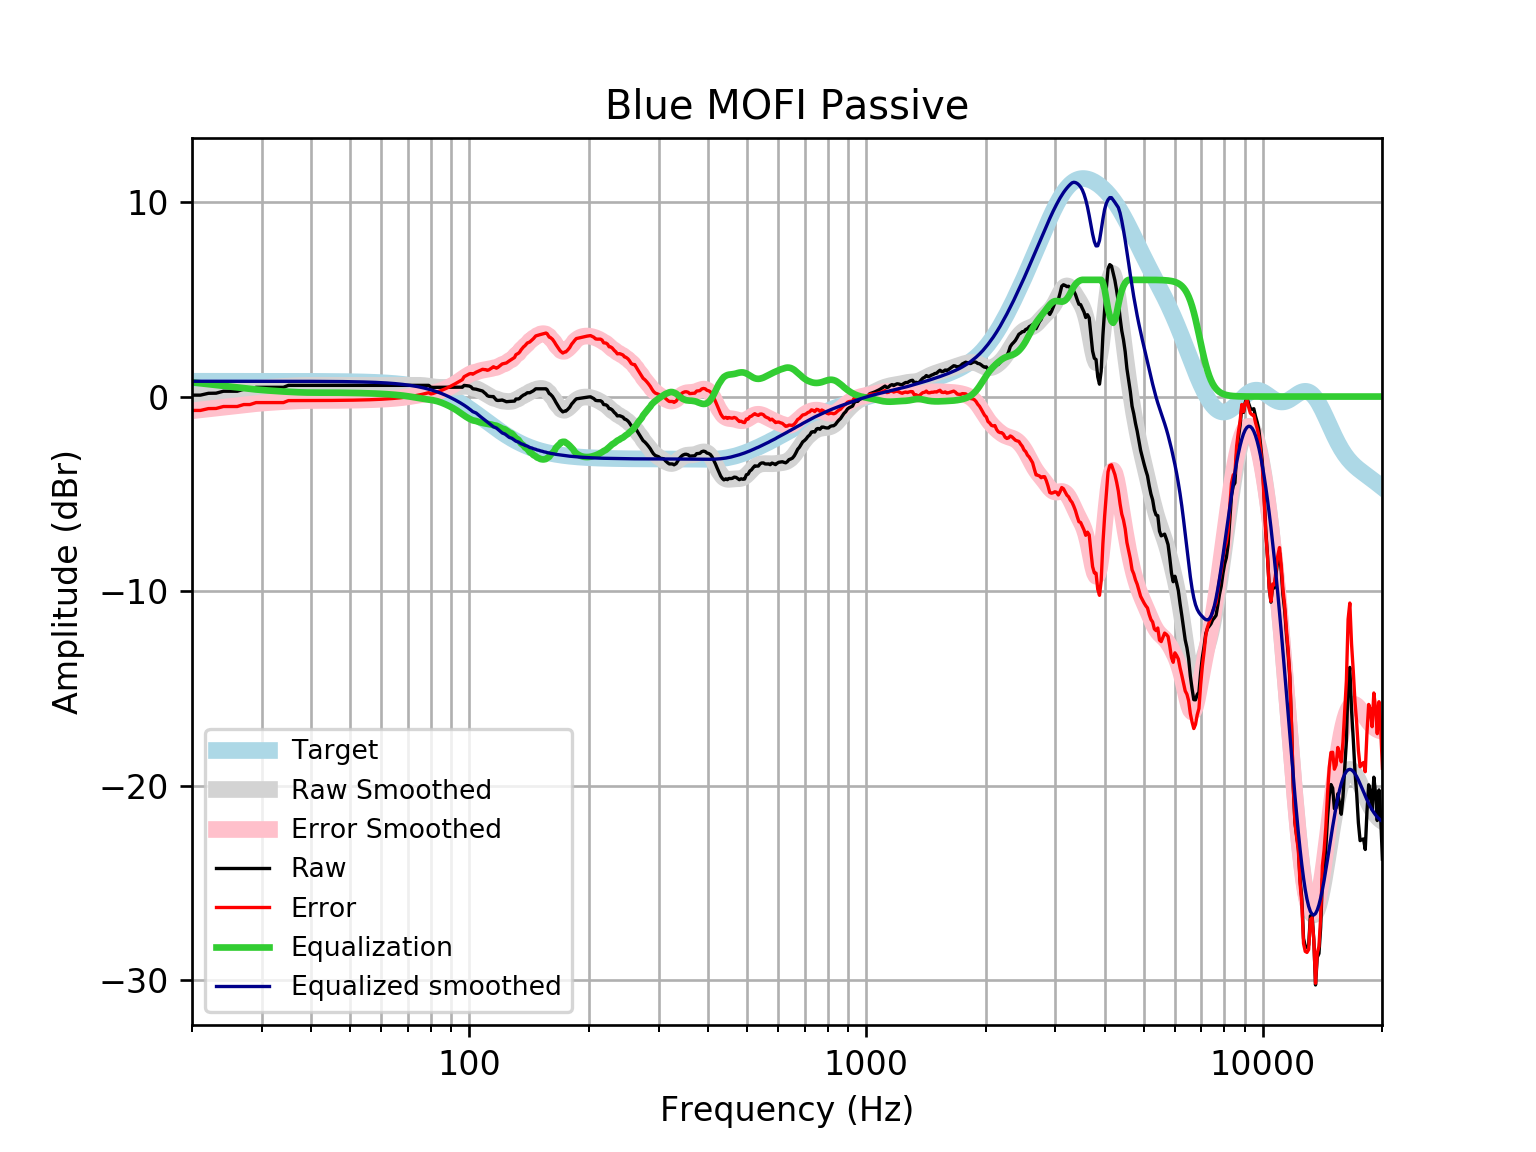 Blue MOFI Passive
Amplitude (dBr)
10
0
−10
−20
−30
Target
Raw Smoothed
Error Smoothed
Raw
Error
Equalization
Equalized smoothed
100
1000
10000
Frequency (Hz)